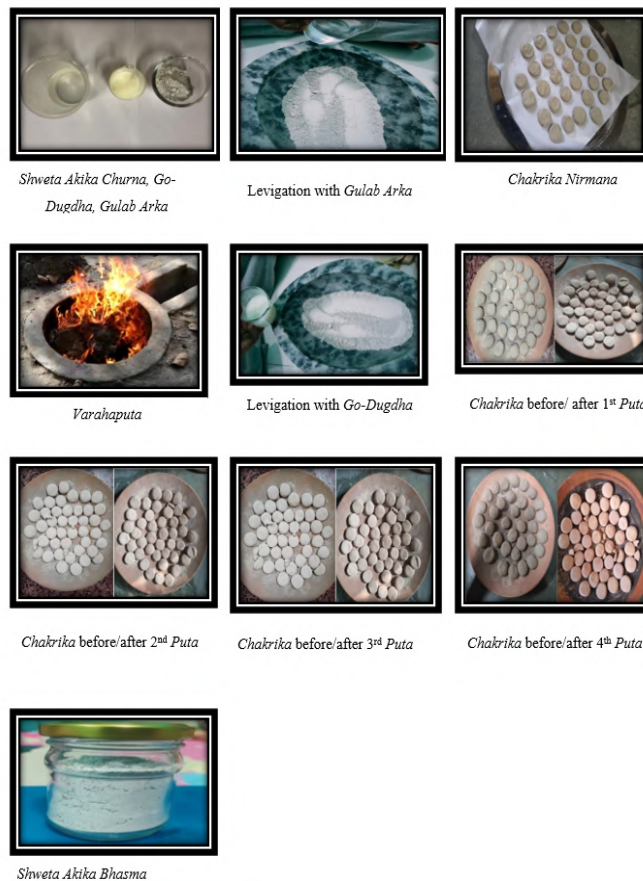 Shweta Akika Churna, Go-
Dugdha, Gulab Arka
Levigation with Gulab Arka
Chakrika Nirmana
Varahaputa
Levigation with Go-Dugdha
Chakrika before/ after 1st Puta
Chakrika before/after 2nd Puta
Chakrika before/after 3rd Puta
Chakrika before/after 4th Puta
Shweta Akika Bhasma